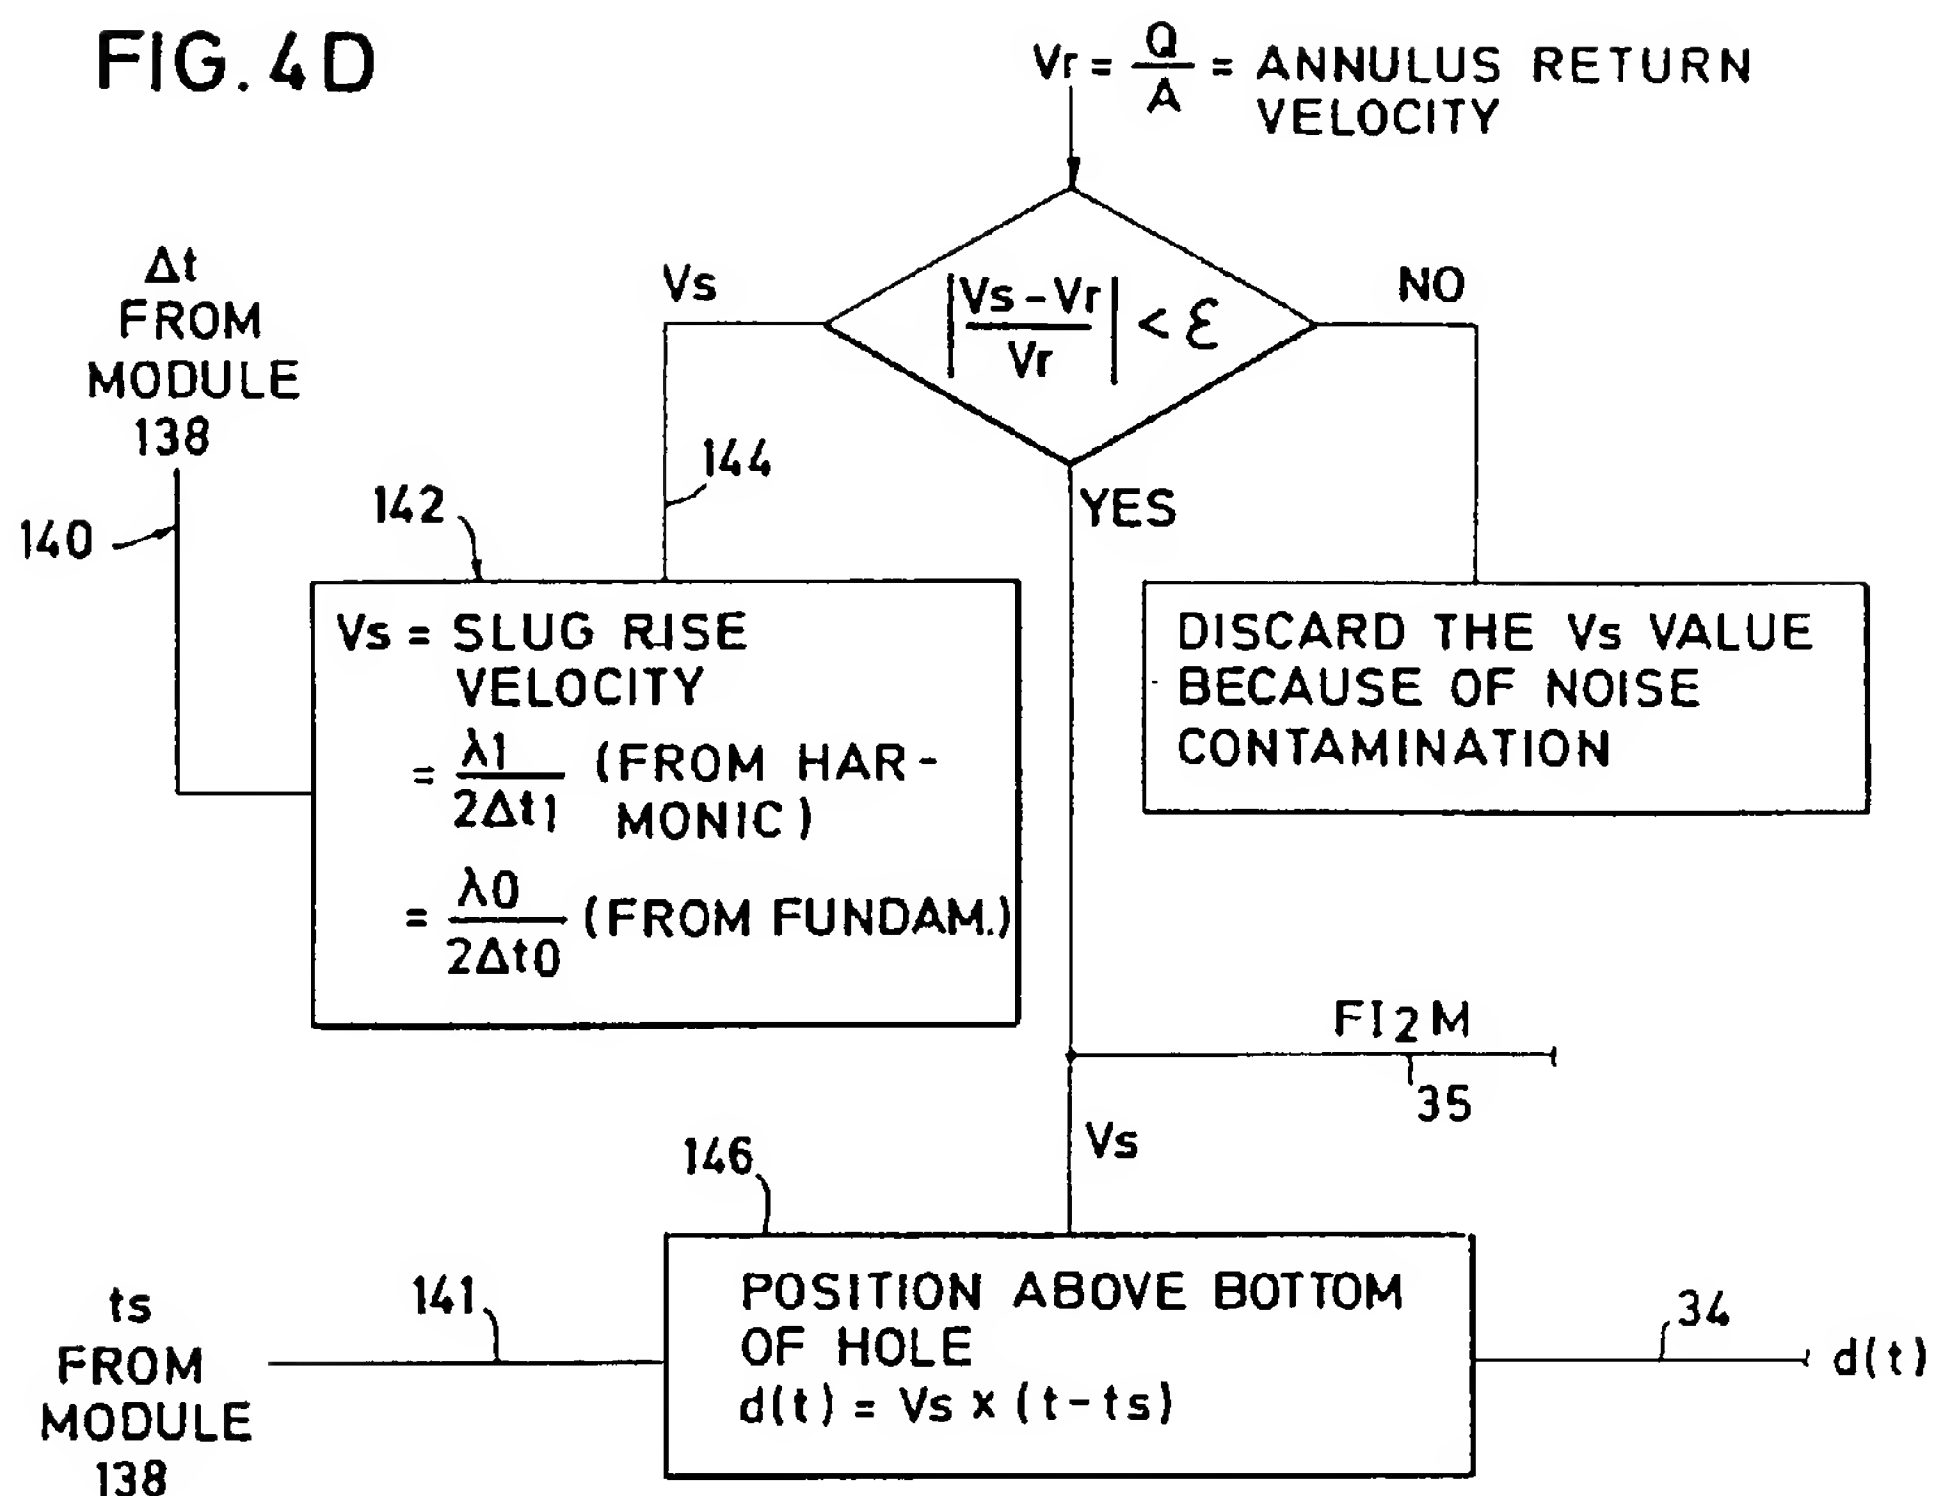 FIG. 4D
Vr = Q/A = ANNULUS RETURN
VELOCITY
Δt
FROM
MODULE
138
140
Vs
|Vs - Vr / Vr| < ε
NO
144
142
YES
Vs = SLUG RISE
VELOCITY
= λ1/2Δt1 (FROM HAR-
MONIC)
= λ0/2Δt0 (FROM FUNDAM.)
DISCARD THE Vs VALUE
BECAUSE OF NOISE
CONTAMINATION
FI2M
35
Vs
146
ts
FROM
MODULE
138
141
POSITION ABOVE BOTTOM
OF HOLE
d(t) = Vs x (t-ts)
34
d(t)